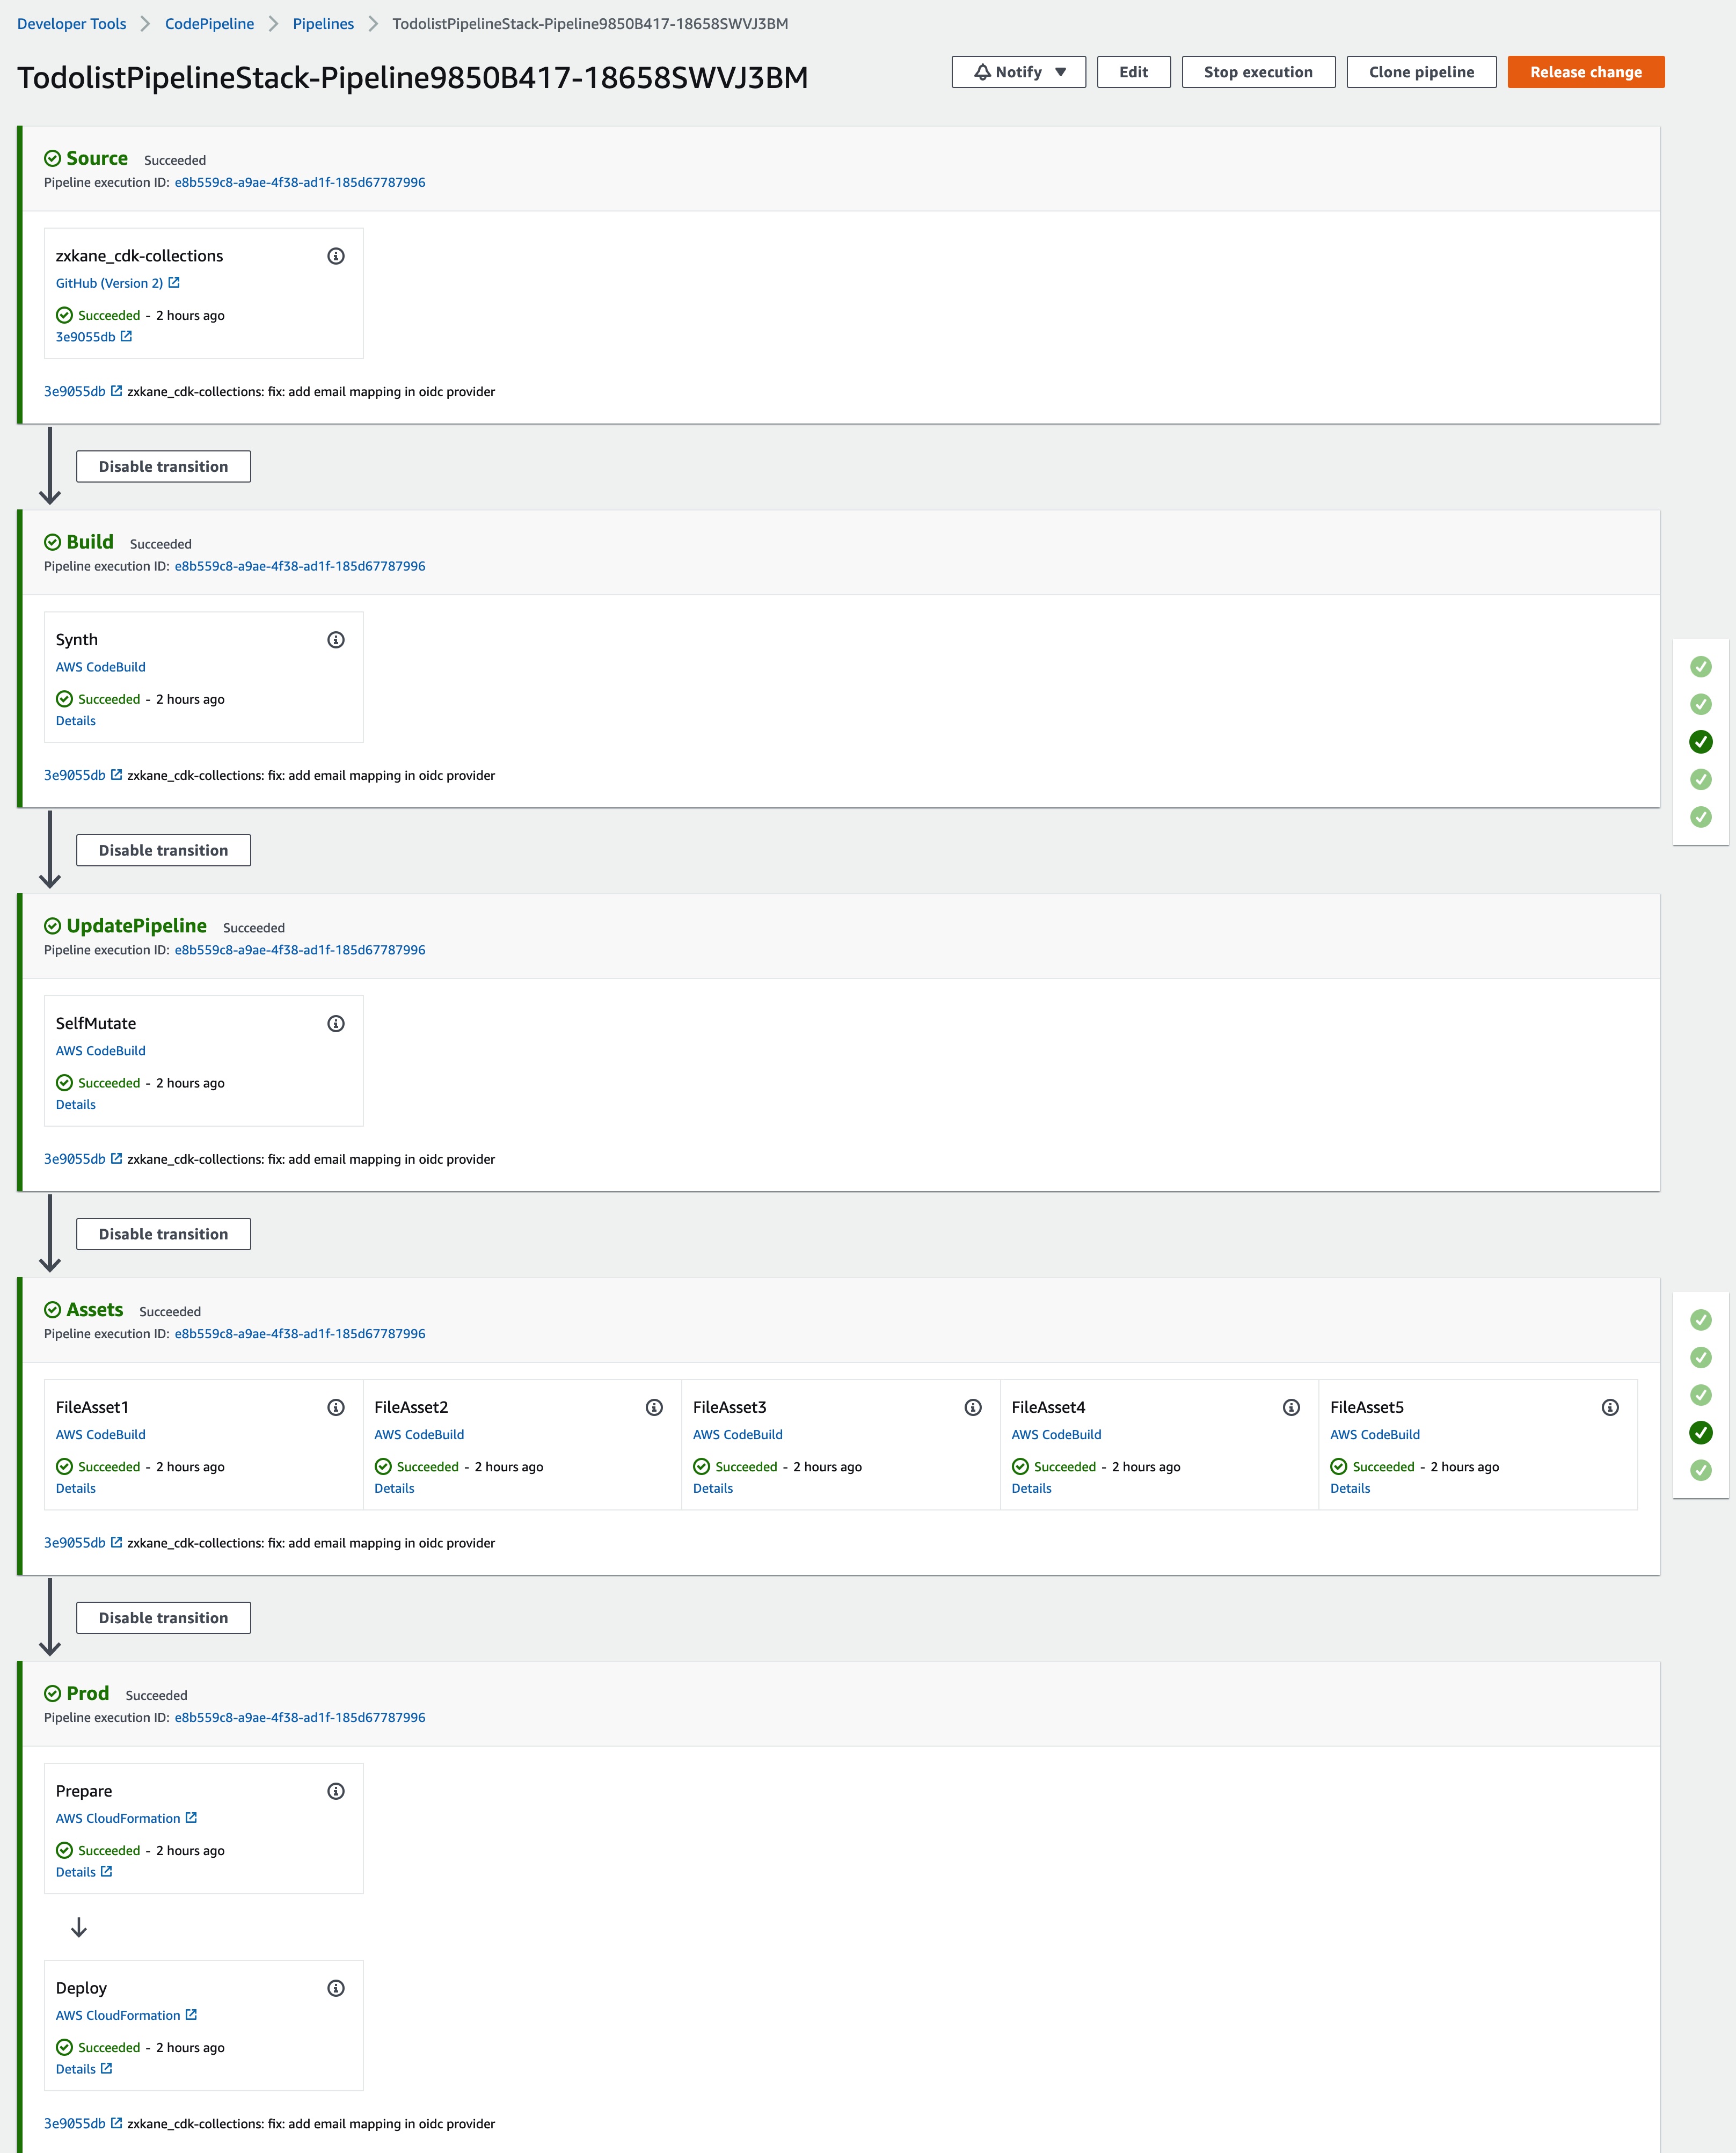 Developer Tools CodePipeline Pipelines TodolistPipelineStack-Pipeline9850B417-18658SWVJ3BM
TodolistPipelineStack-Pipeline9850B417-18658SWVJ3BM
Notify Edit Stop execution Clone pipeline Release change
Source Succeeded
Pipeline execution ID: e8b559c8-a9ae-4f38-ad1f-185d67787996
zxkane_cdk-collections
GitHub (Version 2)
Succeeded - 2 hours ago
3e9055db
3e9055db zxkane_cdk-collections: fix: add email mapping in oidc provider
Disable transition
Build Succeeded
Pipeline execution ID: e8b559c8-a9ae-4f38-ad1f-185d67787996
Synth
AWS CodeBuild
Succeeded - 2 hours ago
Details
3e9055db zxkane_cdk-collections: fix: add email mapping in oidc provider
Disable transition
UpdatePipeline Succeeded
Pipeline execution ID: e8b559c8-a9ae-4f38-ad1f-185d67787996
SelfMutate
AWS CodeBuild
Succeeded - 2 hours ago
Details
3e9055db zxkane_cdk-collections: fix: add email mapping in oidc provider
Disable transition
Assets Succeeded
Pipeline execution ID: e8b559c8-a9ae-4f38-ad1f-185d67787996
FileAsset1 FileAsset2 FileAsset3 FileAsset4 FileAsset5
AWS CodeBuild AWS CodeBuild AWS CodeBuild AWS CodeBuild AWS CodeBuild
Succeeded - 2 hours ago Succeeded - 2 hours ago Succeeded - 2 hours ago Succeeded - 2 hours ago Succeeded - 2 hours ago
Details Details Details Details Details
3e9055db zxkane_cdk-collections: fix: add email mapping in oidc provider
Disable transition
Prod Succeeded
Pipeline execution ID: e8b559c8-a9ae-4f38-ad1f-185d67787996
Prepare
AWS CloudFormation
Succeeded - 2 hours ago
Details
Deploy
AWS CloudFormation
Succeeded - 2 hours ago
Details
3e9055db zxkane_cdk-collections: fix: add email mapping in oidc provider